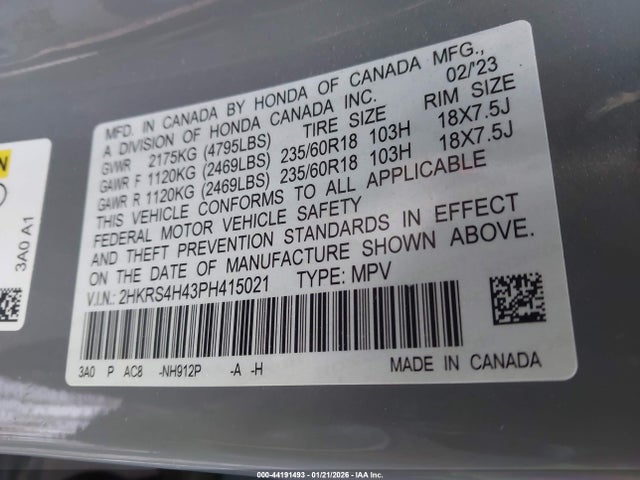 MFD. IN CANADA BY HONDA OF CANADA MFG.,
A DIVISION OF HONDA CANADA INC. 02/'23
GVWR 2175KG (4795LBS) TIRE SIZE RIM SIZE
GAWR F 1120KG (2469LBS) 235/60R18 103H 18X7.5J
GAWR R 1120KG (2469LBS) 235/60R18 103H 18X7.5J
THIS VEHICLE CONFORMS TO ALL APPLICABLE
FEDERAL MOTOR VEHICLE SAFETY
AND THEFT PREVENTION STANDARDS IN EFFECT
ON THE DATE OF MANUFACTURE SHOWN ABOVE.
V.I.N.: 2HKRS4H43PH415021 TYPE: MPV
3A0 P AC8 -NH912P -A -H
MADE IN CANADA
3A0 A1
000-44191493 - 01/21/2026 - IAA Inc.